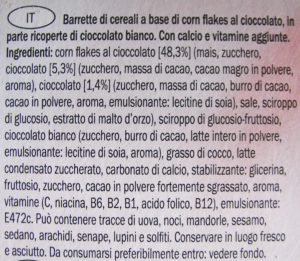 IT Barrette di cereali a base di corn flakes al cioccolato, in
parte ricoperte di cioccolato bianco. Con calcio e vitamine aggiunte.
Ingredienti: corn flakes al cioccolato [48,3%] (mais, zucchero,
cioccolato [5,3%] (zucchero, massa di cacao, cacao magro in polvere,
aroma), cioccolato [1,4%] (zucchero, massa di cacao, burro di cacao,
cacao in polvere, aroma, emulsionante: lecitine di soia), sale, sciroppo
di glucosio, estratto di malto d'orzo), sciroppo di glucosio-fruttosio,
cioccolato bianco (zucchero, burro di cacao, latte intero in polvere,
emulsionante: lecitine di soia, aroma), grasso di cocco, latte
condensato zuccherato, carbonato di calcio, stabilizzante: glicerina,
fruttosio, zucchero, cacao in polvere fortemente sgrassato, aroma,
vitamine (C, niacina, B6, B2, B1, acido folico, B12), emulsionante:
E472c. Può contenere tracce di uova, noci, mandorle, sesamo,
sedano, arachidi, senape, lupini e solfiti. Conservare in luogo fresco
e asciutto. Da consumarsi preferibilmente entro: vedere fondo.